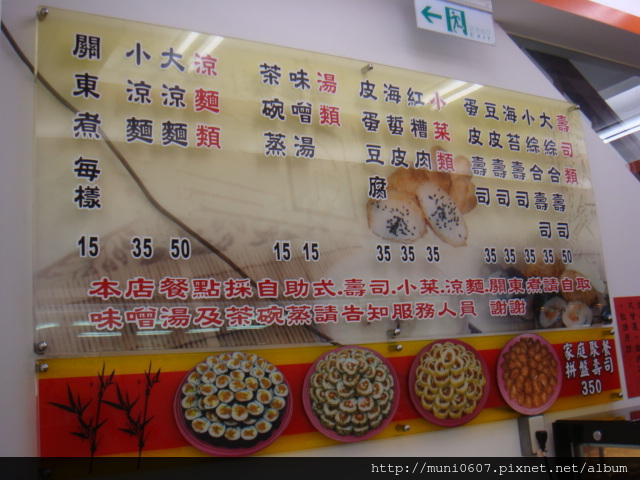 壽司類
大綜合壽司 50
小綜合壽司 35
海苔壽司 35
豆皮壽司 35
蛋皮壽司 35
小菜類
紅糟肉 35
海蜇皮 35
皮蛋豆腐 35
湯類
味噌湯 15
茶碗蒸 15
涼麵類
大涼麵 50
小涼麵 35
關東煮 每樣 15
本店餐點採自助式.壽司.小菜.涼麵.關東煮請自取
味噌湯及茶碗蒸請告知服務人員 謝謝
家庭聚餐
拼盤壽司
350
http://muni0607.pixnet.net/album